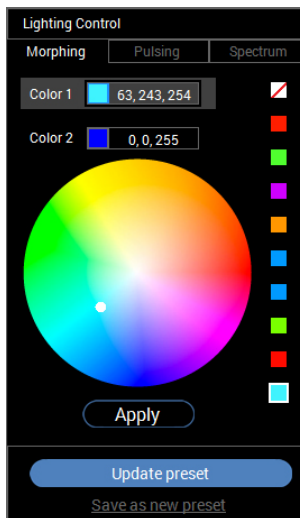 Lighting Control
Morphing Pulsing Spectrum
Color 1 63, 243, 254
Color 2 0, 0, 255
Apply
Update preset
Save as new preset